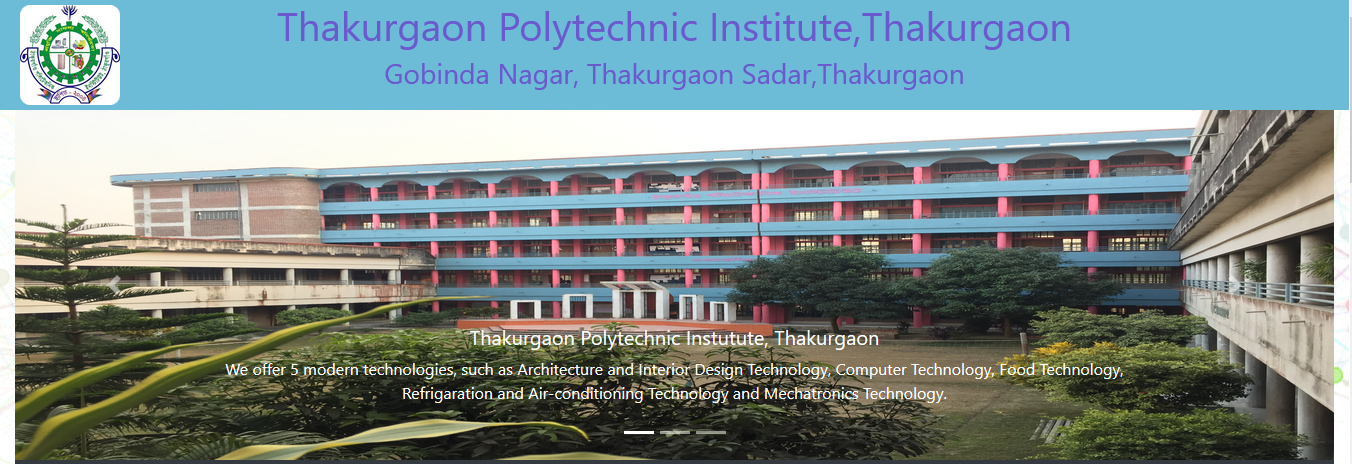 Thakurgaon Polytechnic Institute,Thakurgaon
Gobinda Nagar, Thakurgaon Sadar,Thakurgaon
Thakurgaon Polytechnic Instutute, Thakurgaon
We offer 5 modern technologies, such as Architecture and Interior Design Technology, Computer Technology, Food Technology,
Refrigaration and Air-conditioning Technology and Mechatronics Technology.